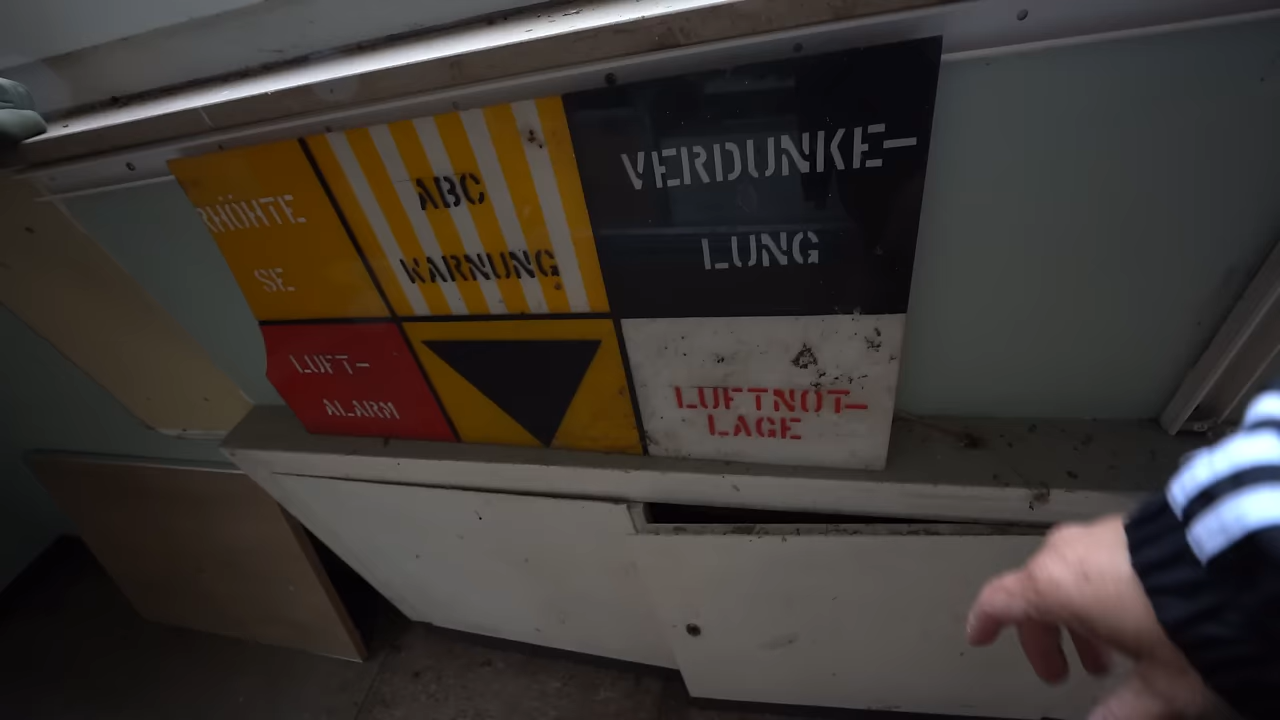 RHÖHTE
SE
ABC
WARNUNG
VERDUNKE-
LUNG
LUFT-
ALARM
LUFTNOT-
LAGE